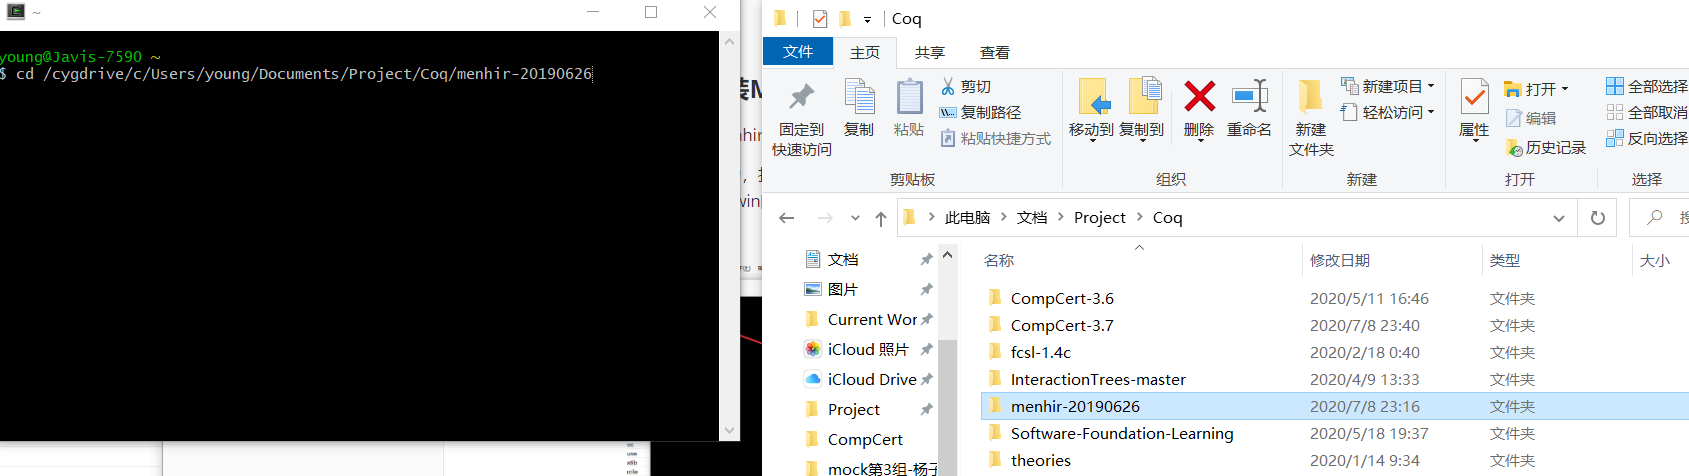 ~
young@Javis-7590 ~
$ cd /cygdrive/c/Users/young/Documents/Project/Coq/menhir-20190626
Coq
文件
主页
共享
查看
固定到
快速访问
复制
粘贴
剪切
复制路径
粘贴快捷方式
剪贴板
移动到
复制到
删除
重命名
组织
新建
文件夹
新建项目
轻松访问
新建
属性
打开
编辑
历史记录
打开
全部选择
全部取消
反向选择
选择
此电脑 > 文档 > Project > Coq
文档
图片
Current Wor
iCloud 照片
iCloud Drive
Project
CompCert
名称 修改日期 类型 大小
CompCert-3.6 2020/5/11 16:46 文件夹
CompCert-3.7 2020/7/8 23:40 文件夹
fcsl-1.4c 2020/2/18 0:40 文件夹
InteractionTrees-master 2020/4/9 13:33 文件夹
menhir-20190626 2020/7/8 23:16 文件夹
Software-Foundation-Learning 2020/5/18 19:37 文件夹
theories 2020/1/14 9:34 文件夹
mock第3组-杨子